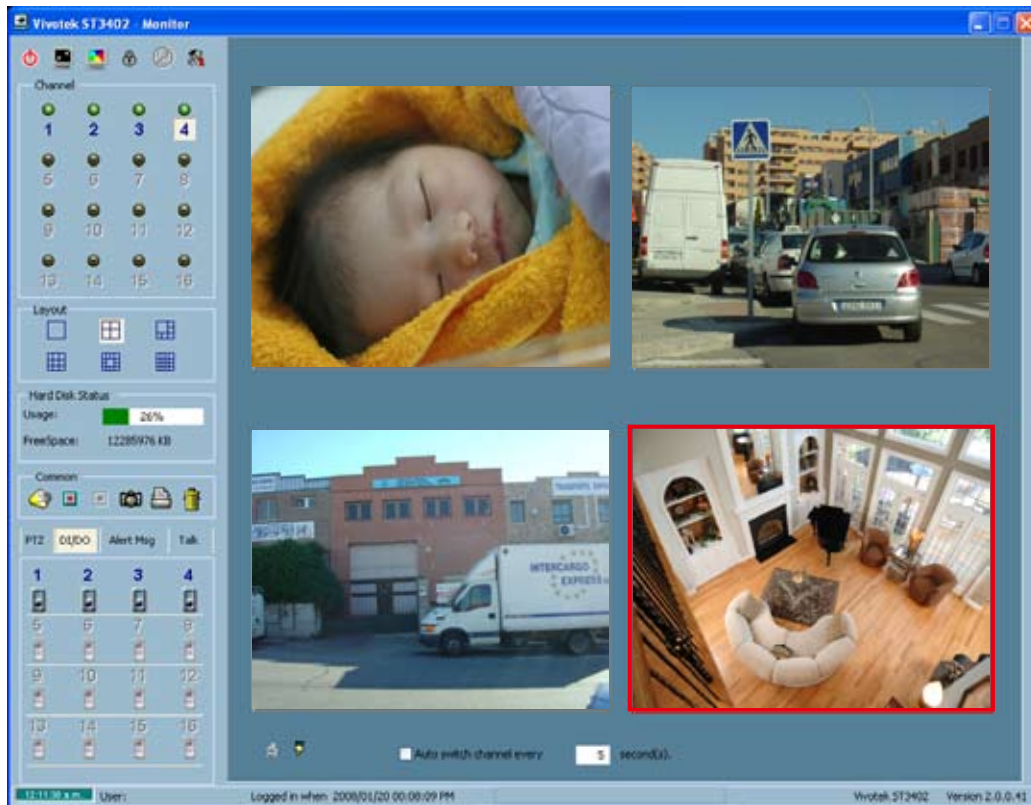 Vivotek ST3402 - Monitor
Channel
1 2 3 4
5 6 7 8
9 10 11 12
13 14 15 16
Layout
Hard Disk Status
Usage: 26%
FreeSpace: 12285976 KB
Common
PTZ DI/DO Alert Msg Talk
1 2 3 4
5 6 7 8
9 10 11 12
13 14 15 16
INTERCARGO
EXPRESS
Auto switch channel every 5 second(s).
12:11:38 a.m. User: Logged in when 2008/01/20 00:08:09 PM Vivotek ST3402 Version 2.0.0.41